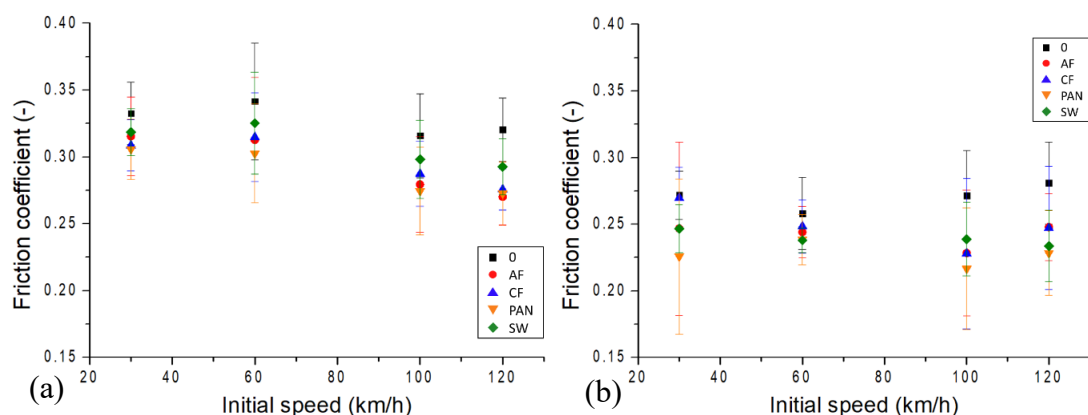 0.40
0.35
0.30
0.25
0.20
0.15
Friction coefficient (-)
20 40 60 80 100 120
Initial speed (km/h)
0
AF
CF
PAN
SW
(a)
0.40
0.35
0.30
0.25
0.20
0.15
Friction coefficient (-)
20 40 60 80 100 120
Initial speed (km/h)
0
AF
CF
PAN
SW
(b)